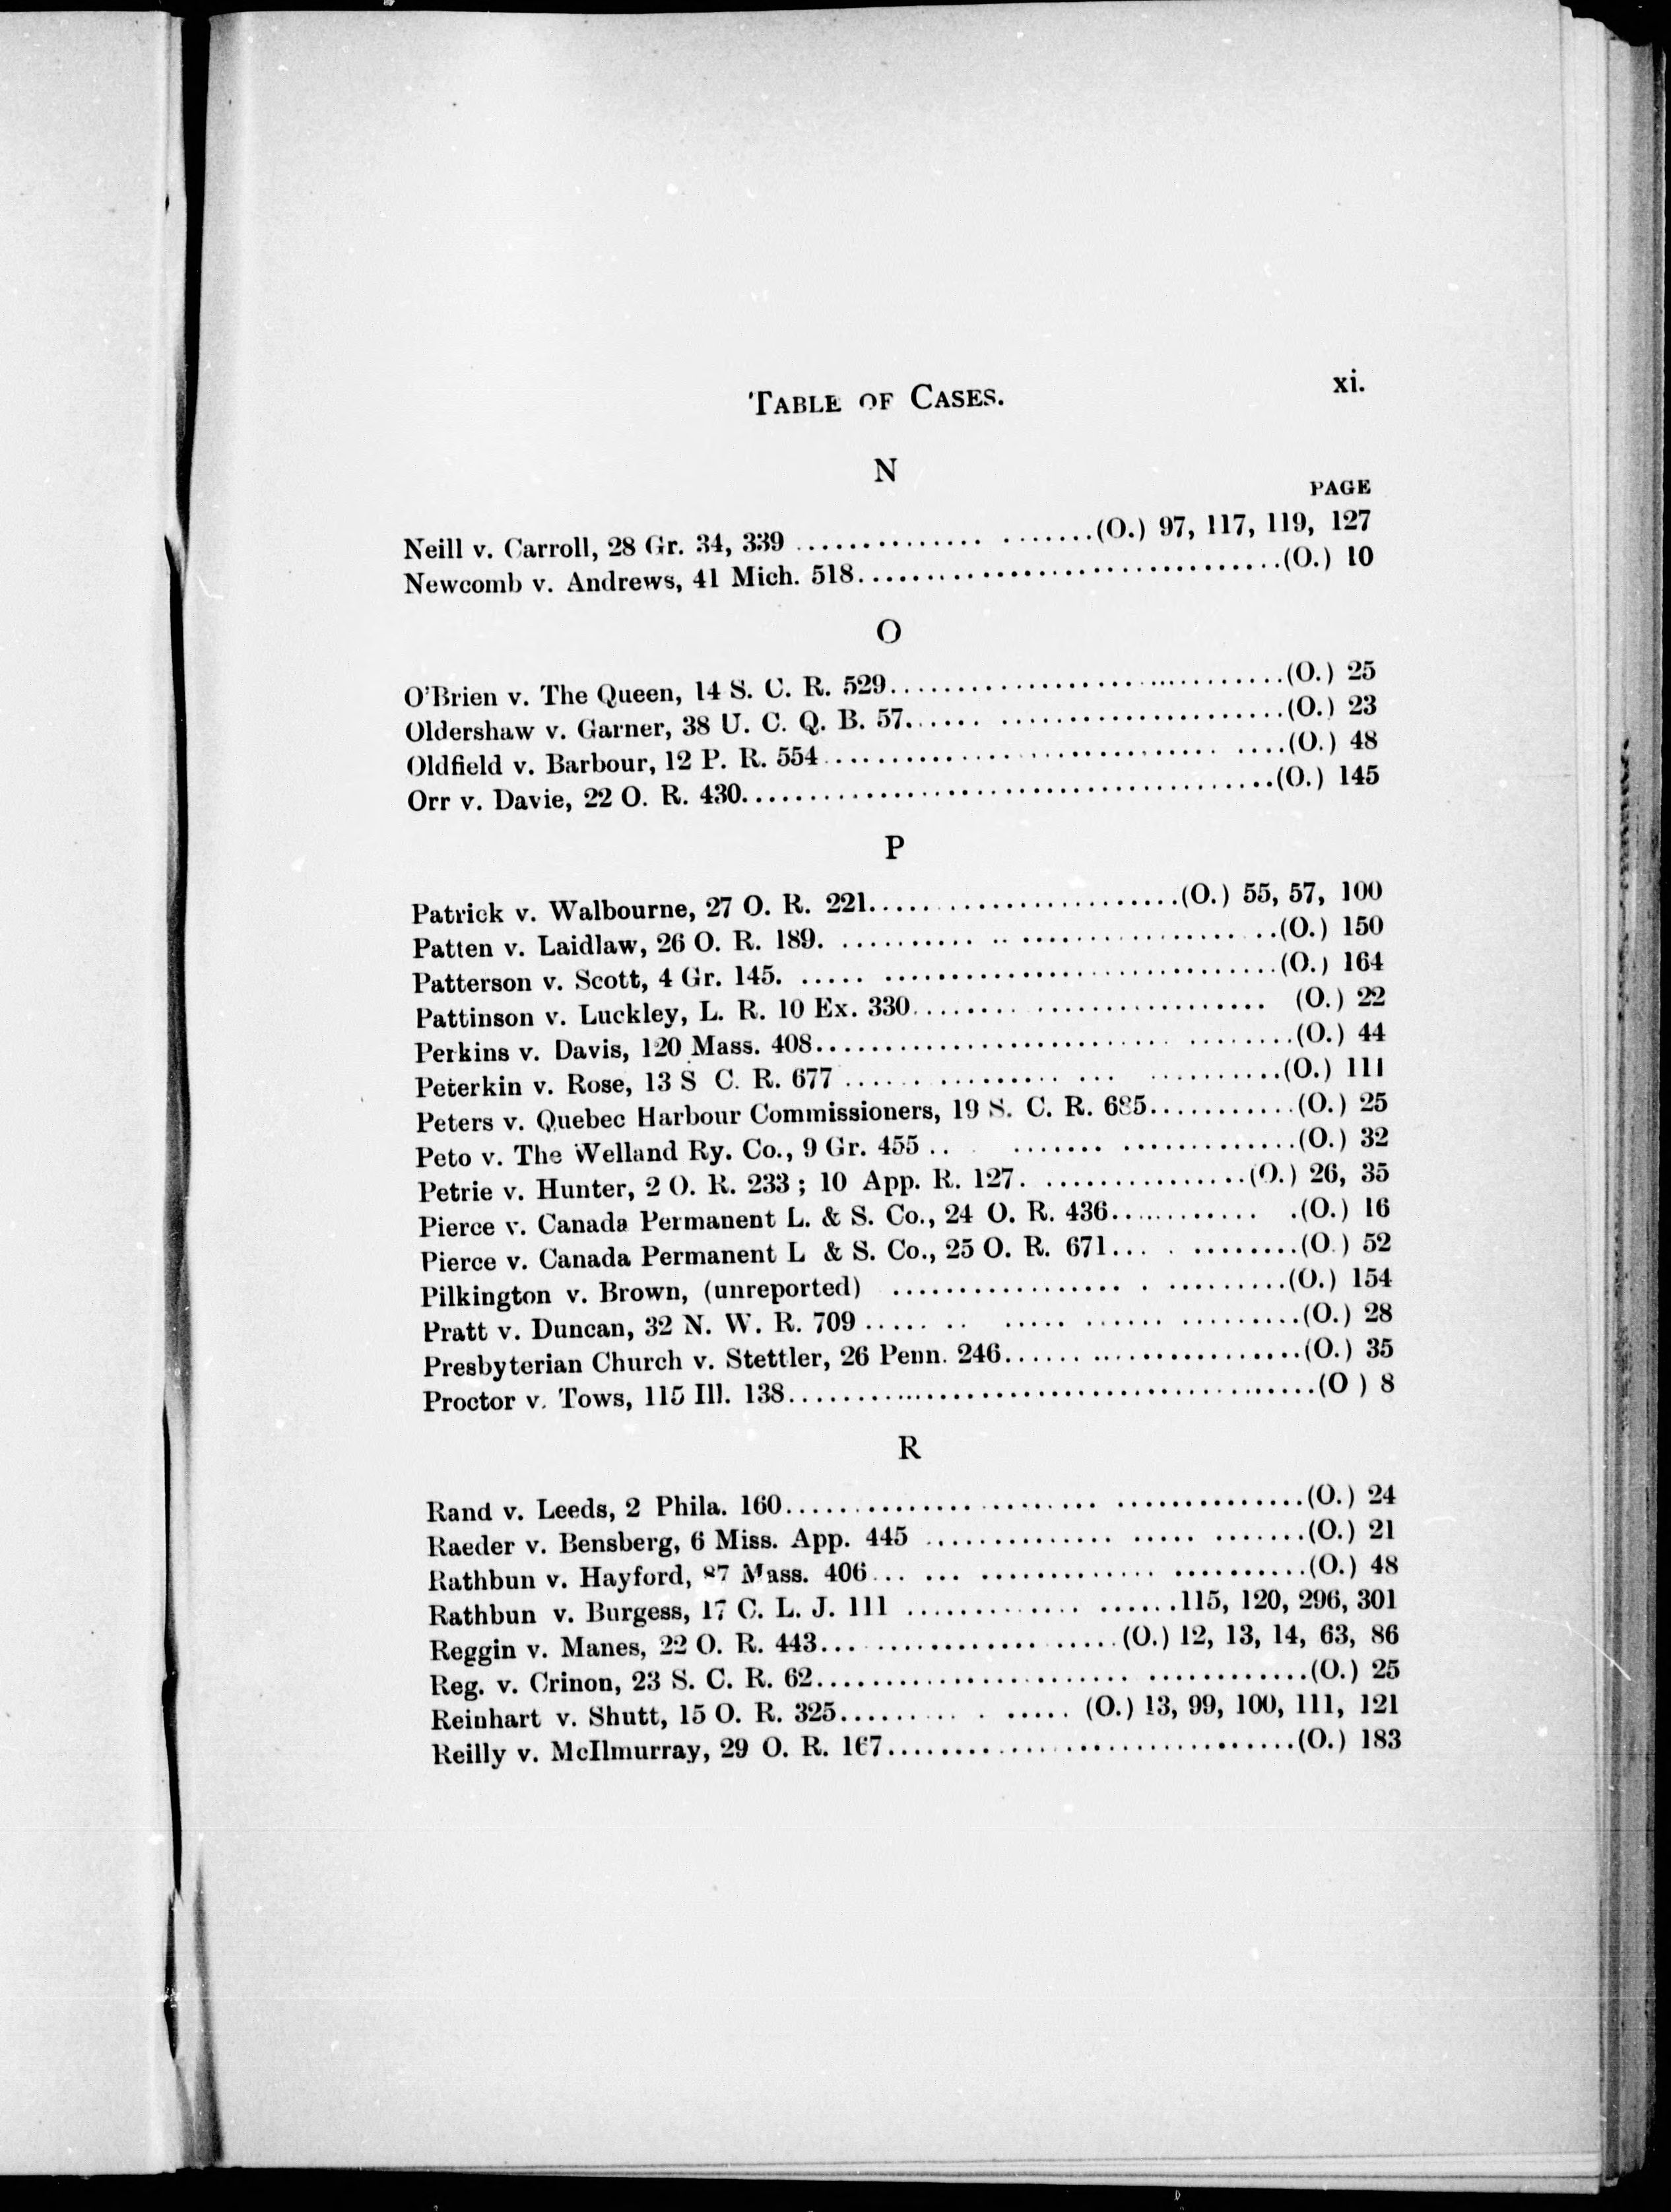 TABLE OF CASES. xi.
N
PAGE
Neill v. Carroll, 28 Gr. 34, 339 .....................(O.) 97, 117, 119, 127
Newcomb v. Andrews, 41 Mich. 518................................(O.) 10
O
O'Brien v. The Queen, 14 S. C. R. 529..............................(O.) 25
Oldershaw v. Garner, 38 U. C. Q. B. 57............................(O.) 23
Oldfield v. Barbour, 12 P. R. 554..................................(O.) 48
Orr v. Davie, 22 O. R. 430........................................(O.) 145
P
Patrick v. Walbourne, 27 O. R. 221........................(O.) 55, 57, 100
Patten v. Laidlaw, 26 O. R. 189. ................................(O.) 150
Patterson v. Scott, 4 Gr. 145. ...................................(O.) 164
Pattinson v. Luckley, L. R. 10 Ex. 330.......................... (O.) 22
Perkins v. Davis, 120 Mass. 408...................................(O.) 44
Peterkin v. Rose, 13 S C. R. 677 ...............................(O.) 111
Peters v. Quebec Harbour Commissioners, 19 S. C. R. 685...........(O.) 25
Peto v. The Welland Ry. Co., 9 Gr. 455 .. .....................(O.) 32
Petrie v. Hunter, 2 O. R. 233 ; 10 App. R. 127. ...............(O.) 26, 35
Pierce v. Canada Permanent L. & S. Co., 24 O. R. 436........... .(O.) 16
Pierce v. Canada Permanent L & S. Co., 25 O. R. 671... . ........(O.) 52
Pilkington v. Brown, (unreported) ............................(O.) 154
Pratt v. Duncan, 32 N. W. R. 709 ...............................(O.) 28
Presbyterian Church v. Stettler, 26 Penn. 246......................(O.) 35
Proctor v. Tows, 115 Ill. 138.......................................(O ) 8
R
Rand v. Leeds, 2 Phila. 160......................................(O.) 24
Raeder v. Bensberg, 6 Miss. App. 445 ..........................(O.) 21
Rathbun v. Hayford, 87 Mass. 406... ... .......................(O.) 48
Rathbun v. Burgess, 17 C. L. J. 111 ...................115, 120, 296, 301
Reggin v. Manes, 22 O. R. 443......................(O.) 12, 13, 14, 63, 86
Reg. v. Crinon, 23 S. C. R. 62...................................(O.) 25
Reinhart v. Shutt, 15 O. R. 325.......... . ..... (O.) 13, 99, 100, 111, 121
Reilly v. McIlmurray, 29 O. R. 167...............................(O.) 183